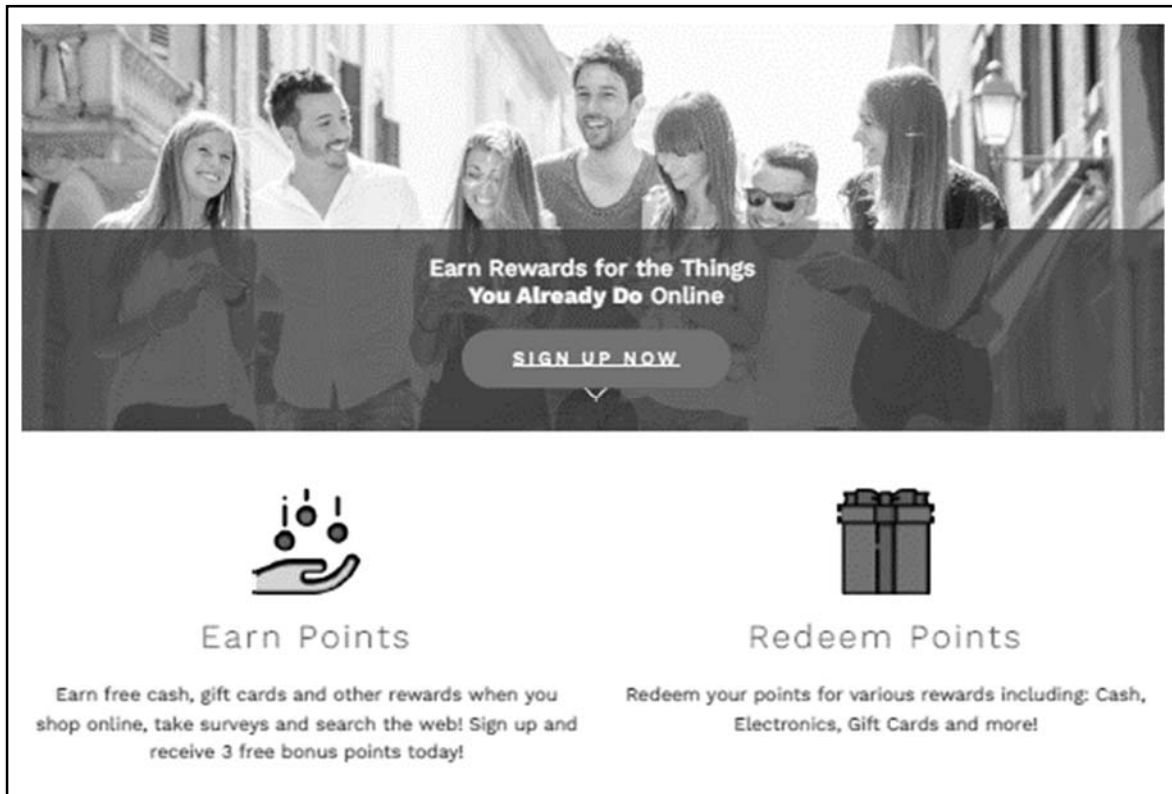 Earn Rewards for the Things
You Already Do Online
SIGN UP NOW
Earn Points
Earn free cash, gift cards and other rewards when you
shop online, take surveys and search the web! Sign up and
receive 3 free bonus points today!
Redeem Points
Redeem your points for various rewards including: Cash,
Electronics, Gift Cards and more!